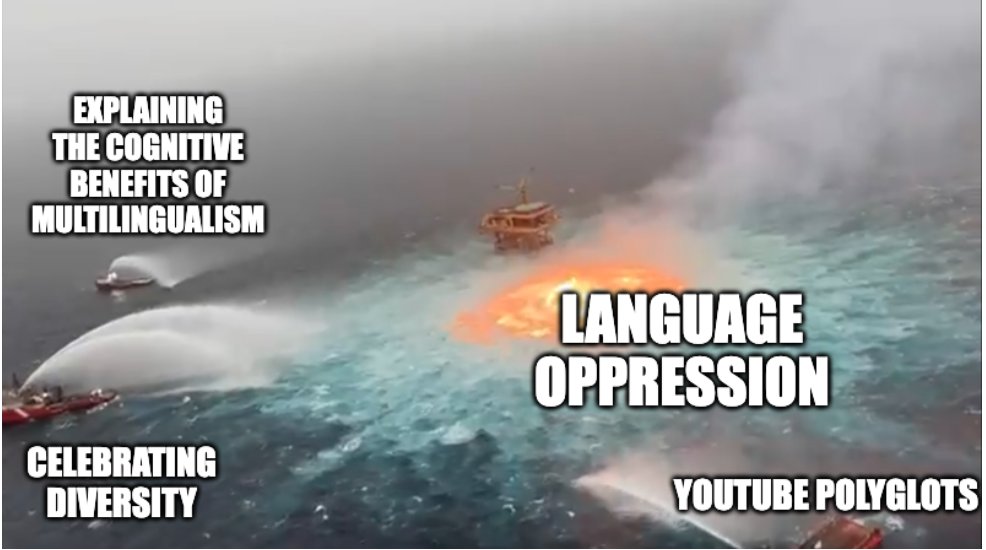 EXPLAINING
THE COGNITIVE
BENEFITS OF
MULTILINGUALISM
LANGUAGE
OPPRESSION
CELEBRATING
DIVERSITY
YOUTUBE POLYGLOTS